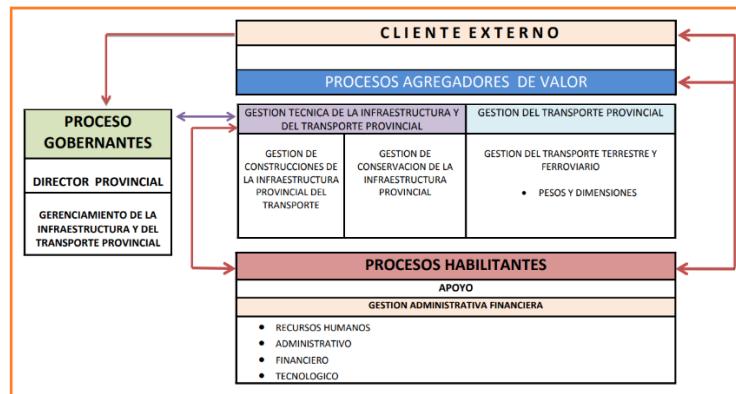 CLIENTE EXTERNO
PROCESOS AGREGADORES DE VALOR
PROCESO
GOBERNANTES
DIRECTOR PROVINCIAL
GERENCIAMIENTO DE LA
INFRAESTRUCTURA Y DEL
TRANSPORTE PROVINCIAL
GESTION TECNICA DE LA INFRAESTRUCTURA Y
DEL TRANSPORTE PROVINCIAL
GESTION DE
CONSTRUCCIONES DE
LA INFRAESTRUCTURA
PROVINCIAL DEL
TRANSPORTE
GESTION DE
CONSERVACION DE LA
INFRAESTRUCTURA
PROVINCIAL
GESTION DEL TRANSPORTE PROVINCIAL
GESTION DEL TRANSPORTE TERRESTRE Y
FERROVIARIO
• PESOS Y DIMENSIONES
PROCESOS HABILITANTES
APOYO
GESTION ADMINISTRATIVA FINANCIERA
• RECURSOS HUMANOS
• ADMINISTRATIVO
• FINANCIERO
• TECNOLOGICO